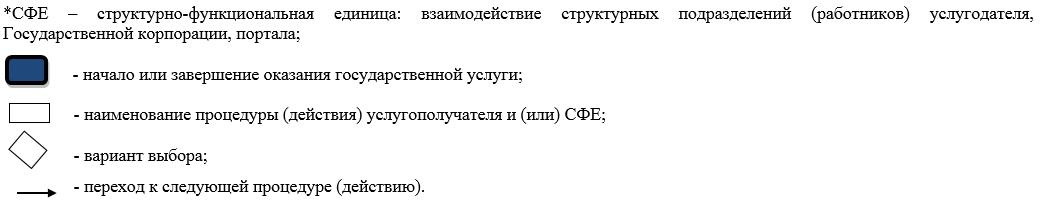 *СФЕ – структурно-функциональная единица: взаимодействие структурных подразделений (работников) услугодателя,
Государственной корпорации, портала;
- начало или завершение оказания государственной услуги;
- наименование процедуры (действия) услугополучателя и (или) СФЕ;
- вариант выбора;
- переход к следующей процедуре (действию).